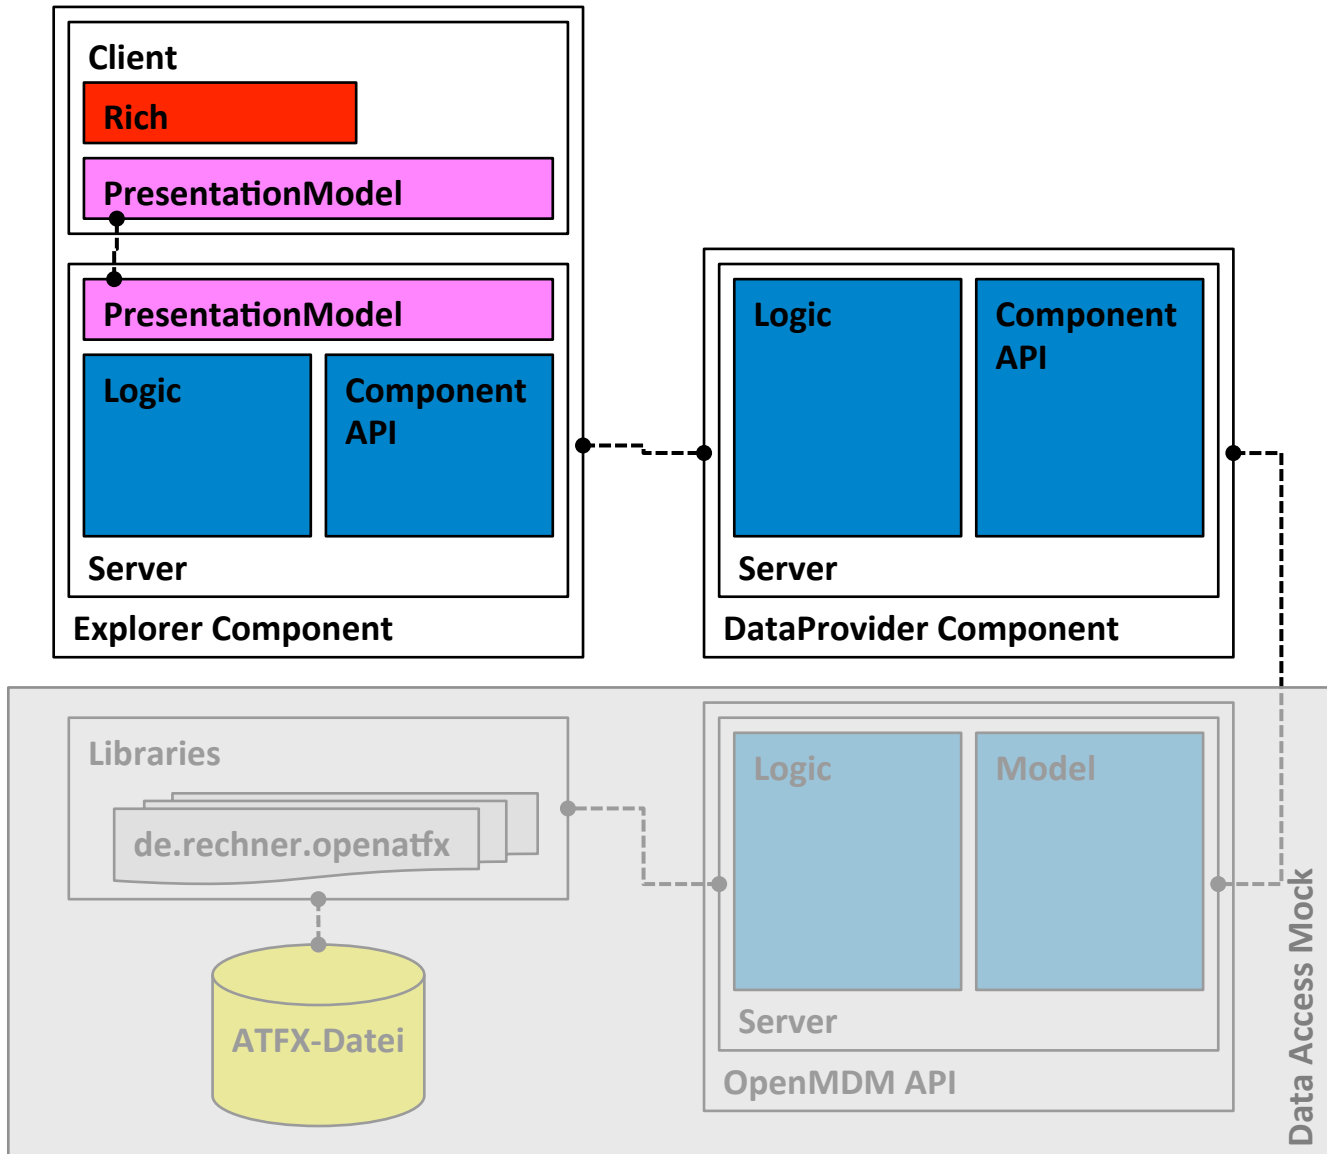 Client
Rich
PresentationModel
PresentationModel
Logic
Component
API
Server
Explorer Component
Logic
Component
API
Server
DataProvider Component
Libraries
de.rechner.openatfx
ATFX-Datei
Logic
Model
Server
OpenMDM API
Data Access Mock